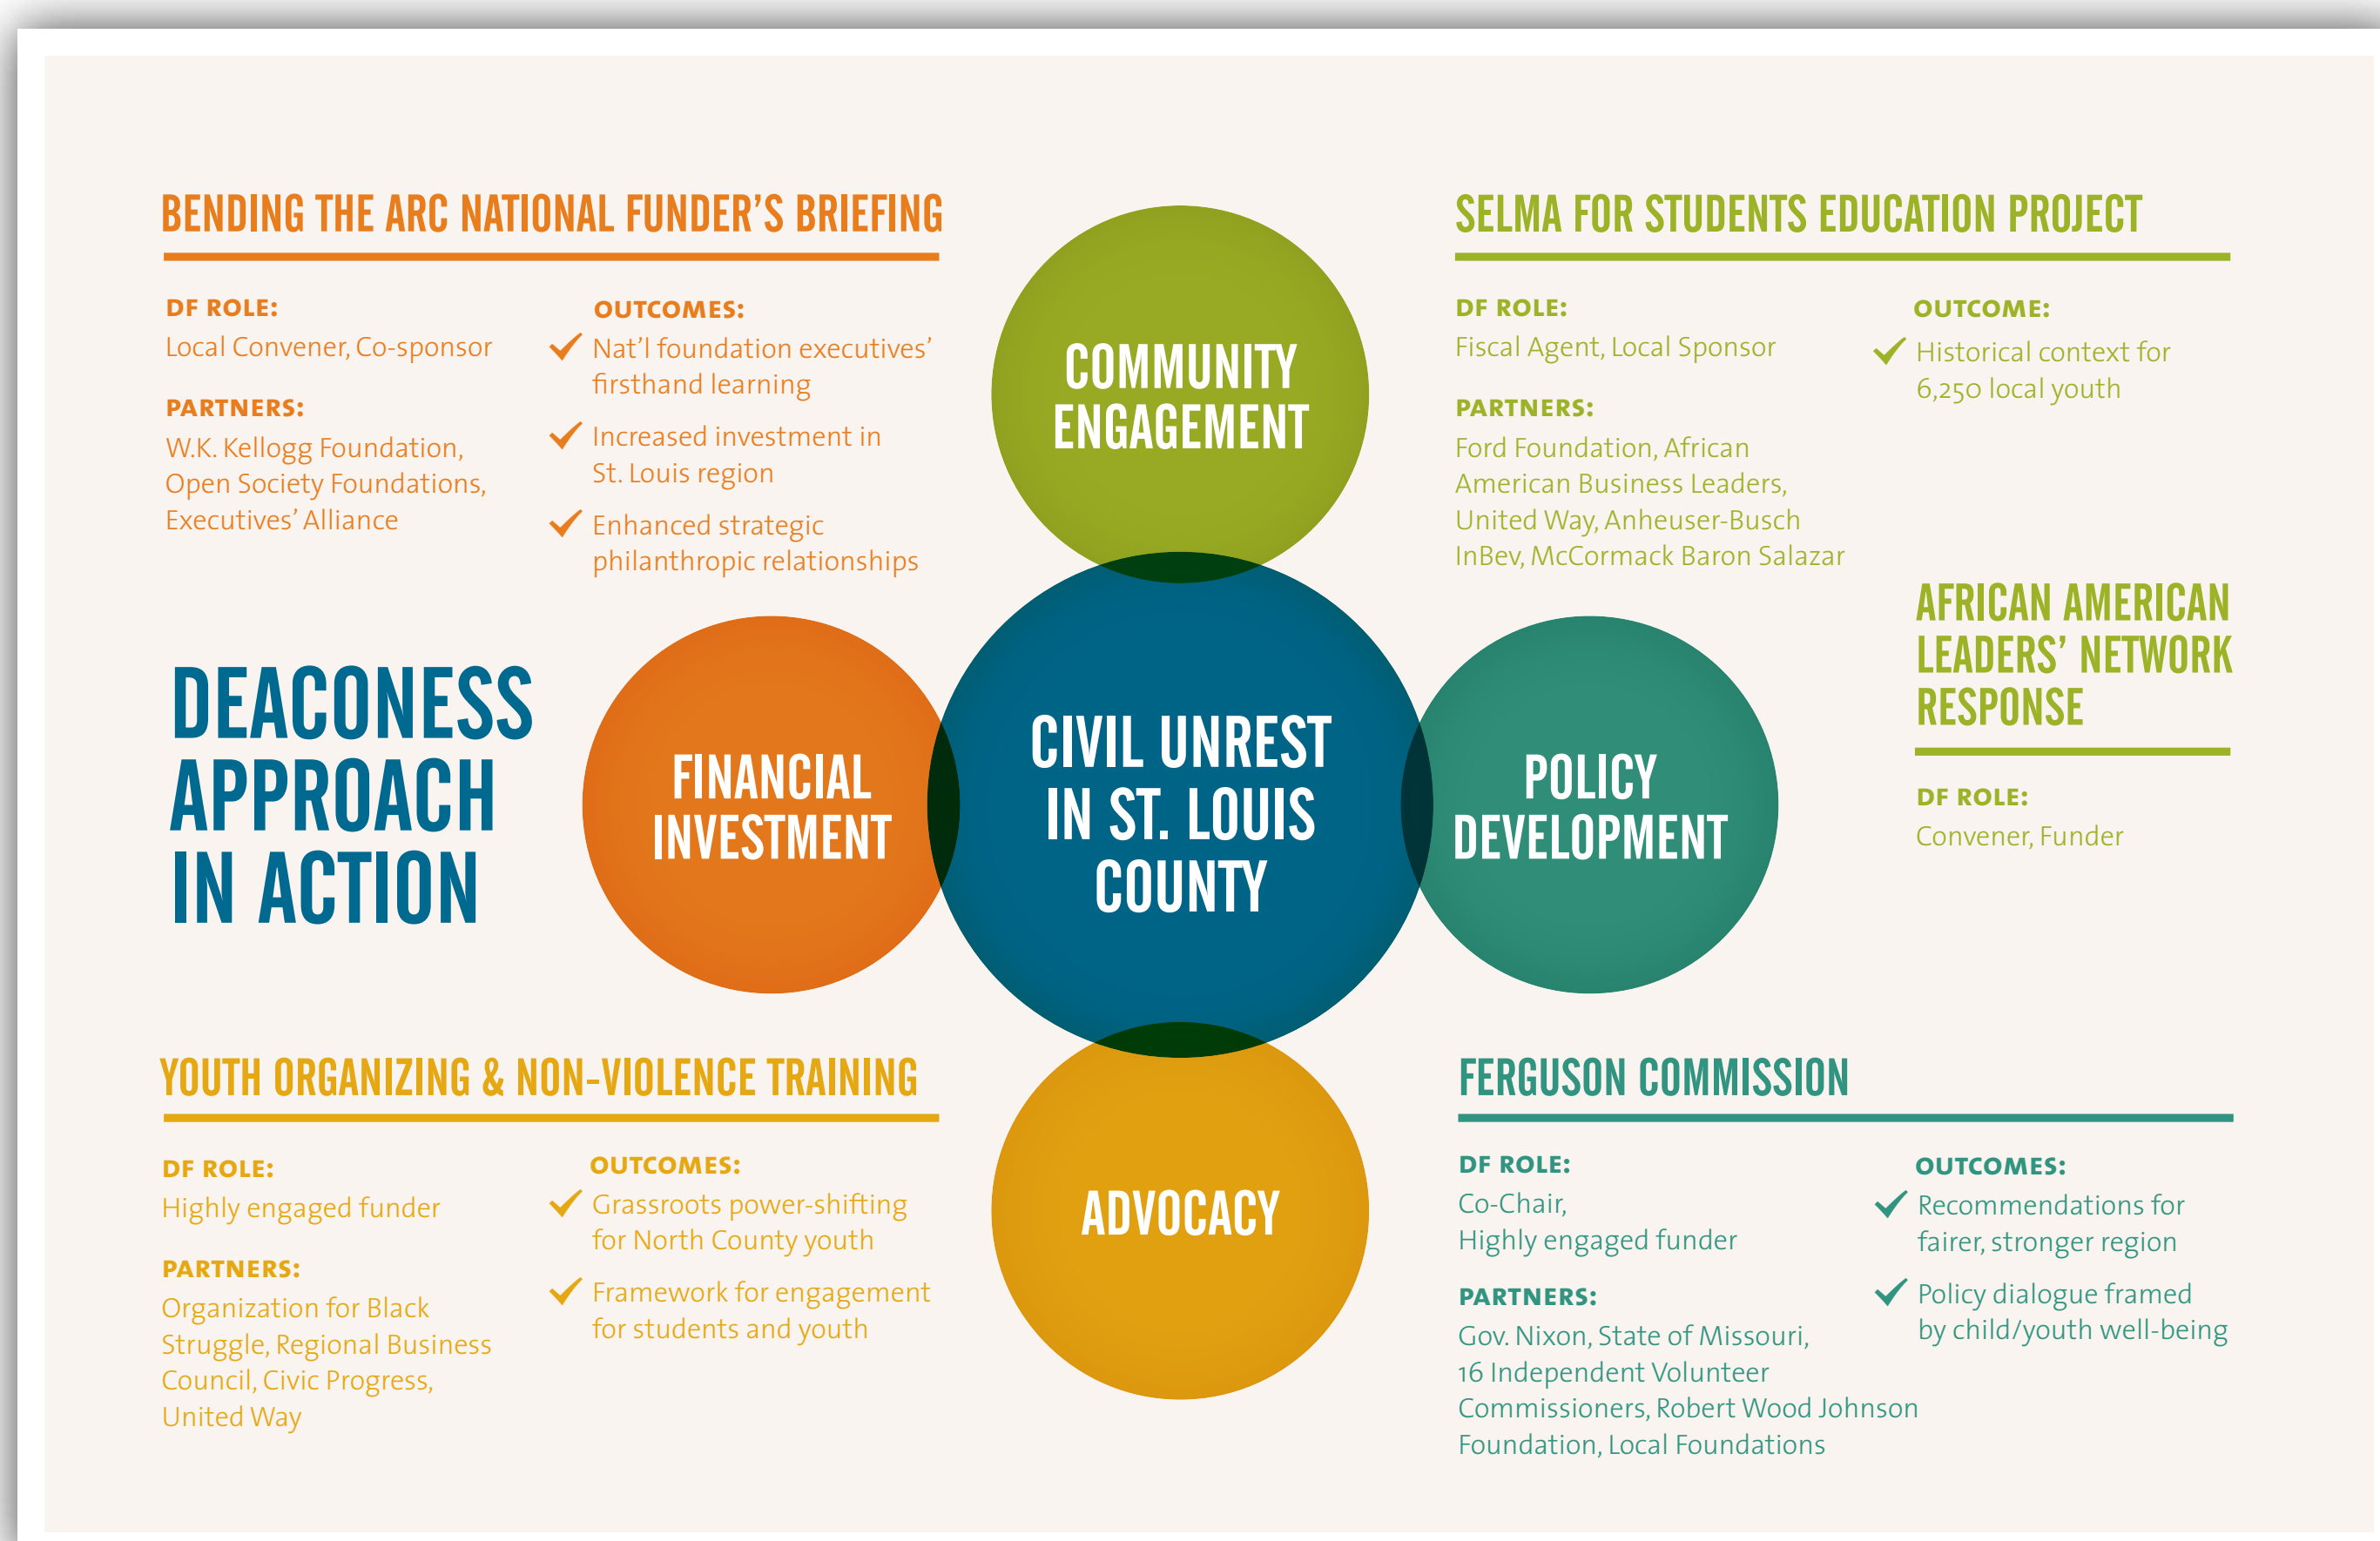 BENDING THE ARC NATIONAL FUNDER’S BRIEFING
DF ROLE:
Local Convener, Co-sponsor
PARTNERS:
W.K. Kellogg Foundation,
Open Society Foundations,
Executives’ Alliance
OUTCOMES:
Nat’l foundation executives’
firsthand learning
Increased investment in
St. Louis region
Enhanced strategic
philanthropic relationships
COMMUNITY
ENGAGEMENT
SELMA FOR STUDENTS EDUCATION PROJECT
DF ROLE:
Fiscal Agent, Local Sponsor
PARTNERS:
Ford Foundation, African
American Business Leaders,
United Way, Anheuser-Busch
InBev, McCormack Baron Salazar
OUTCOME:
Historical context for
6,250 local youth
DEACONESS
APPROACH
IN ACTION
FINANCIAL
INVESTMENT
CIVIL UNREST
IN ST. LOUIS
COUNTY
POLICY
DEVELOPMENT
AFRICAN AMERICAN
LEADERS’ NETWORK
RESPONSE
DF ROLE:
Convener, Funder
YOUTH ORGANIZING & NON-VIOLENCE TRAINING
DF ROLE:
Highly engaged funder
PARTNERS:
Organization for Black
Struggle, Regional Business
Council, Civic Progress,
United Way
OUTCOMES:
Grassroots power-shifting
for North County youth
Framework for engagement
for students and youth
ADVOCACY
FERGUSON COMMISSION
DF ROLE:
Co-Chair,
Highly engaged funder
PARTNERS:
Gov. Nixon, State of Missouri,
16 Independent Volunteer
Commissioners, Robert Wood Johnson
Foundation, Local Foundations
OUTCOMES:
Recommendations for
fairer, stronger region
Policy dialogue framed
by child/youth well-being